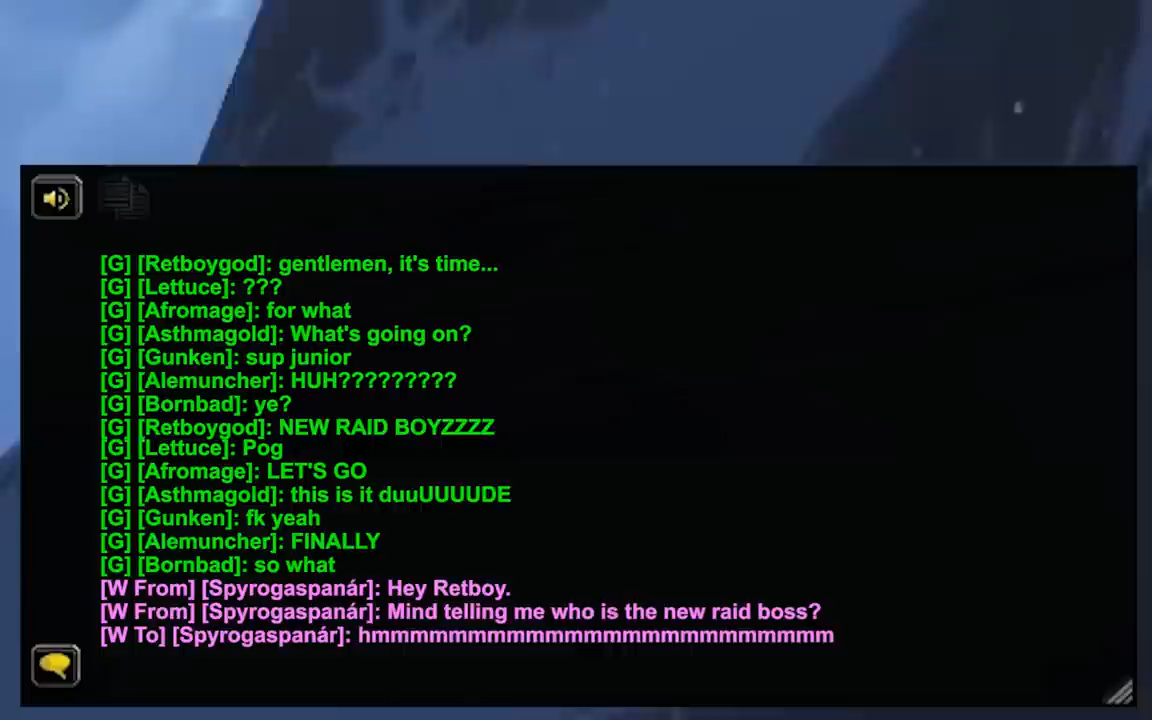 [G] [Retboygod]: gentlemen, it's time...
[G] [Lettuce]: ???
[G] [Afromage]: for what
[G] [Asthmagold]: What's going on?
[G] [Gunken]: sup junior
[G] [Alemuncher]: HUH?????????
[G] [Bornbad]: ye?
[G] [Retboygod]: NEW RAID BOYZZZZ
[G] [Lettuce]: Pog
[G] [Afromage]: LET'S GO
[G] [Asthmagold]: this is it duuUUUUDE
[G] [Gunken]: fk yeah
[G] [Alemuncher]: FINALLY
[G] [Bornbad]: so what
[W From] [Spyrogaspanár]: Hey Retboy.
[W From] [Spyrogaspanár]: Mind telling me who is the new raid boss?
[W To] [Spyrogaspanár]: hmmmmmmmmmmmmmmmmmmmmmmmm